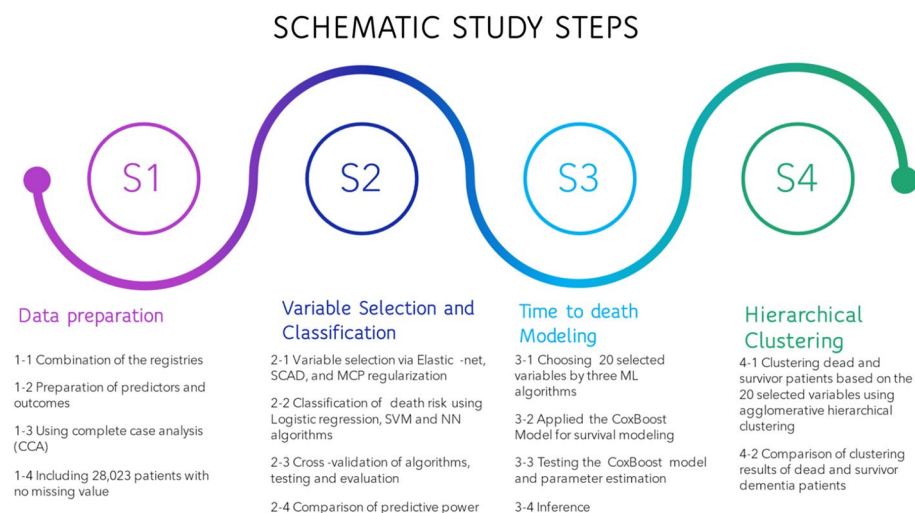 SCHEMATIC STUDY STEPS
S1
S2
S3
S4
Data preparation
1-1 Combination of the registries
1-2 Preparation of predictors and
outcomes
1-3 Using complete case analysis
(CCA)
1-4 Including 28,023 patients with
no missing value
Variable Selection and
Classification
2-1 Variable selection via Elastic -net,
SCAD, and MCP regularization
2-2 Classification of death risk using
Logistic regression, SVM and NN
algorithms
2-3 Cross -validation of algorithms,
testing and evaluation
2-4 Comparison of predictive power
Time to death
Modeling
3-1 Choosing 20 selected
variables by three ML
algorithms
3-2 Applied the CoxBoost
Model for survival modeling
3-3 Testing the CoxBoost model
and parameter estimation
3-4 Inference
Hierarchical
Clustering
4-1 Clustering dead and
survivor patients based on the
20 selected variables using
agglomerative hierarchical
clustering
4-2 Comparison of clustering
results of dead and survivor
dementia patients